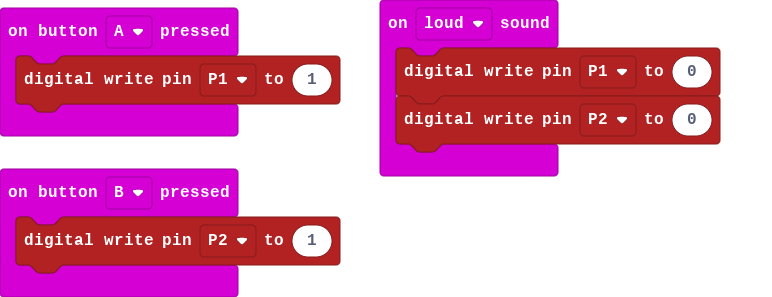 on button A pressed
digital write pin P1 to 1
on button B pressed
digital write pin P2 to 1
on loud sound
digital write pin P1 to 0
digital write pin P2 to 0